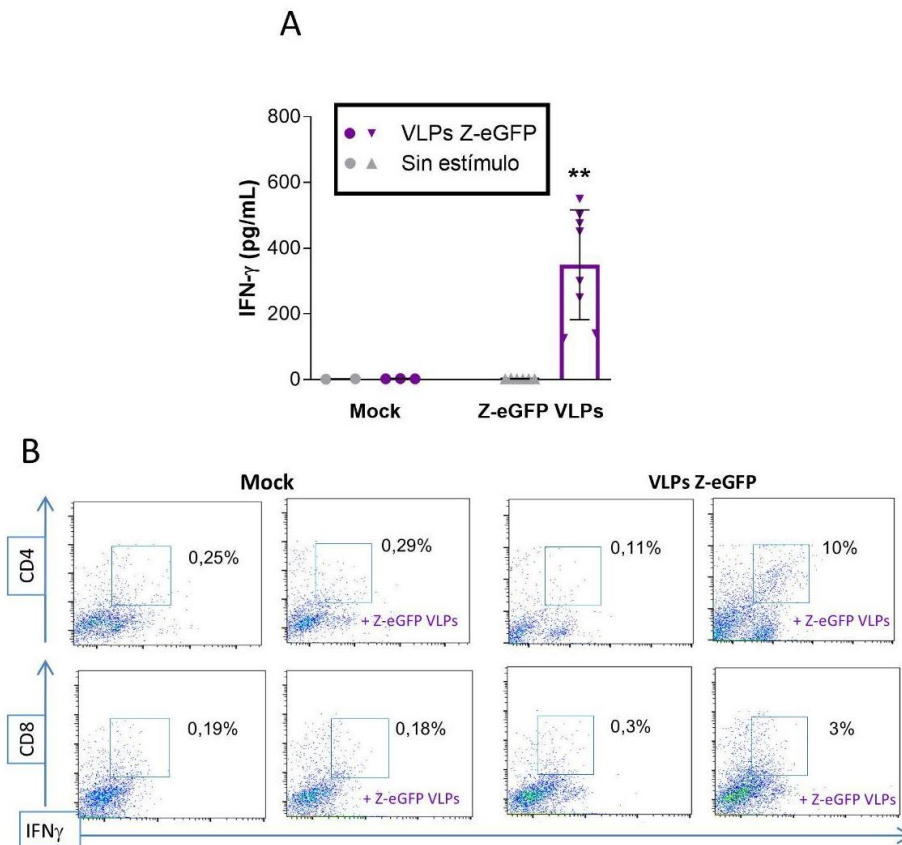 A
800
600
400
200
0
IFN-γ (pg/mL)
VLPs Z-eGFP
Sin estímulo
**
Mock
Z-eGFP VLPs
B
Mock
VLPs Z-eGFP
CD4
0,25%
0,29%
+ Z-eGFP VLPs
0,11%
10%
+ Z-eGFP VLPs
CD8
0,19%
0,18%
+ Z-eGFP VLPs
0,3%
3%
+ Z-eGFP VLPs
IFNγ